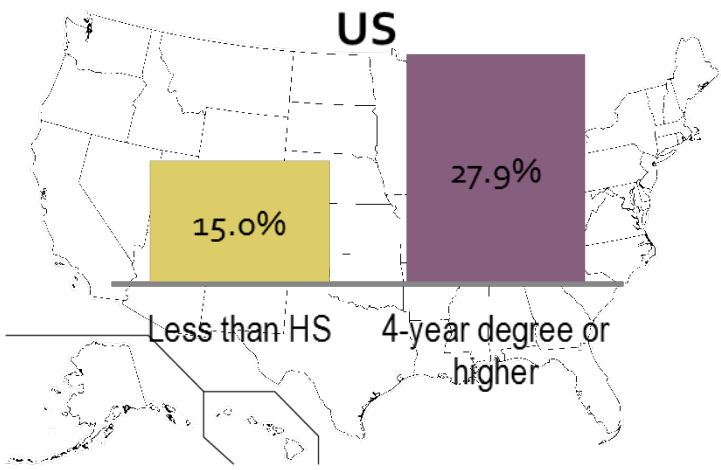 US
27.9%
15.0%
Less than HS
4-year degree or
higher